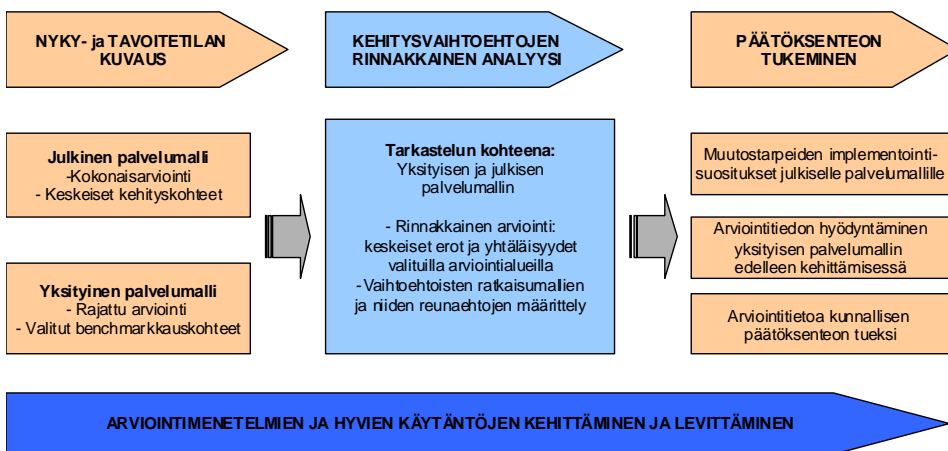 NYKY- ja TAVOITETILAN
KUVAUS
KEHITYSVAIHTOEHTOJEN
RINNAKKAINEN ANALYYSI
PÄÄTÖKSENTEON
TUKEMINEN
Julkinen palvelumalli
-Kokonaisarviointi
- Keskeiset kehityskohteet
Yksityinen palvelumalli
- Rajattu arviointi
- Valitut benchmarkkauskohteet
Tarkastelun kohteena:
Yksityisen ja julkisen
palvelumallin
- Rinnakkainen arviointi:
keskeiset erot ja yhtäläisyydet
valituilla arviointialueilla
- Vaihtoehtoisten ratkaisumallien
ja niiden reunaehtojen määrittely
Muutostarpeiden implementointi-
suositukset julkiselle palvelumallille
Arviointitiedon hyödyntäminen
yksityisen palvelumallin
edelleen kehittämisessä
Arviointitietoa kunnallisen
päätöksenteon tueksi
ARVIOINTIMENETELMIEN JA HYVIEN KÄYTÄNTÖJEN KEHITTÄMINEN JA LEVITTÄMINEN